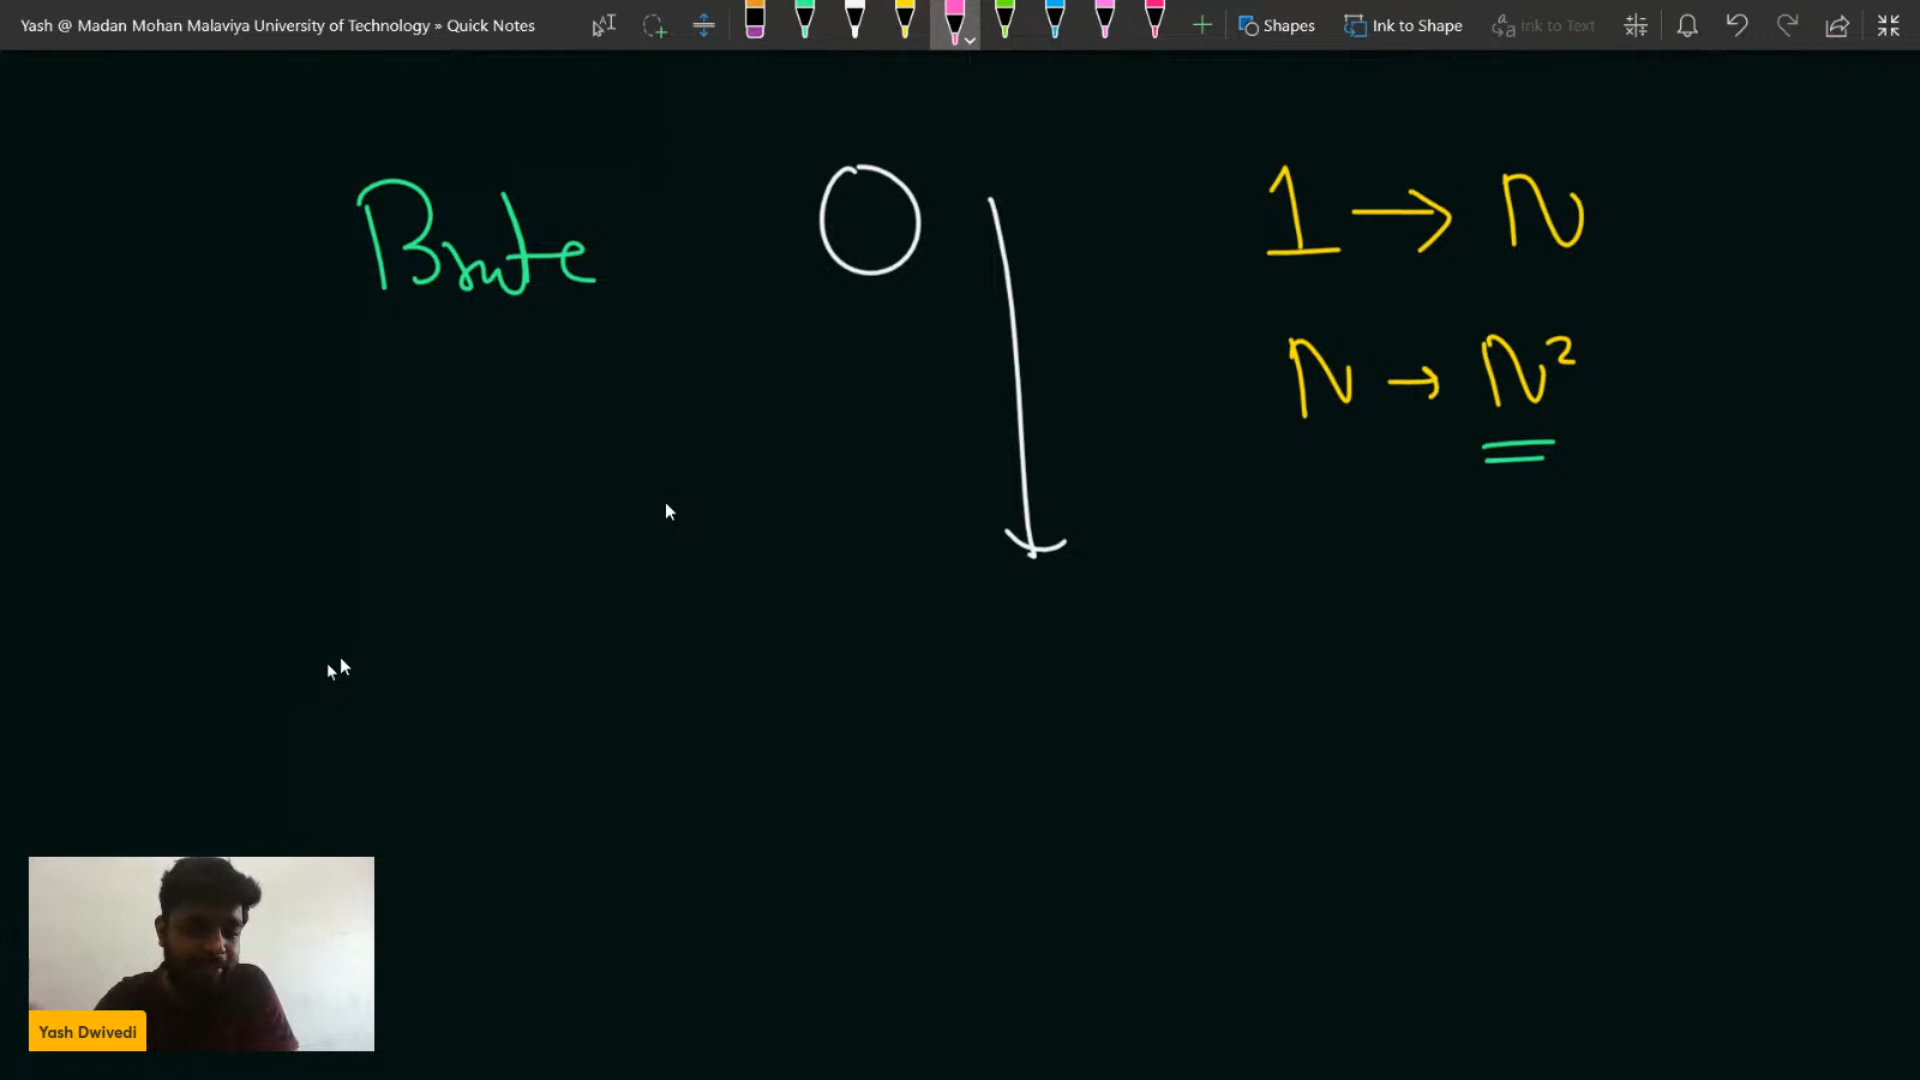 Yash @ Madan Mohan Malaviya University of Technology » Quick Notes
Shapes
Ink to Shape
Ink to Text
Brute
1 → N
N → N²
Yash Dwivedi